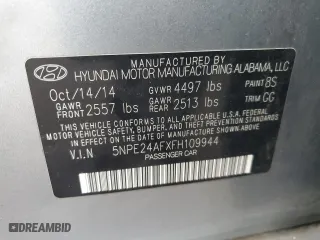 MANUFACTURED BY
HYUNDAI MOTOR MANUFACTURING ALABAMA, LLC
Oct/14/14 GVWR 4497 lbs PAINT 8S
GAWR FRONT 2557 lbs GAWR REAR 2513 lbs TRIM GG
THIS VEHICLE CONFORMS TO ALL APPLICABLE U.S. FEDERAL
MOTOR VEHICLE SAFETY, BUMPER, AND THEFT PREVENTION
STANDARDS IN EFFECT ON THE DATE OF MANUFACTURE SHOWN ABOVE.
V.I.N 5NPE24AFXFH109944
PASSENGER CAR